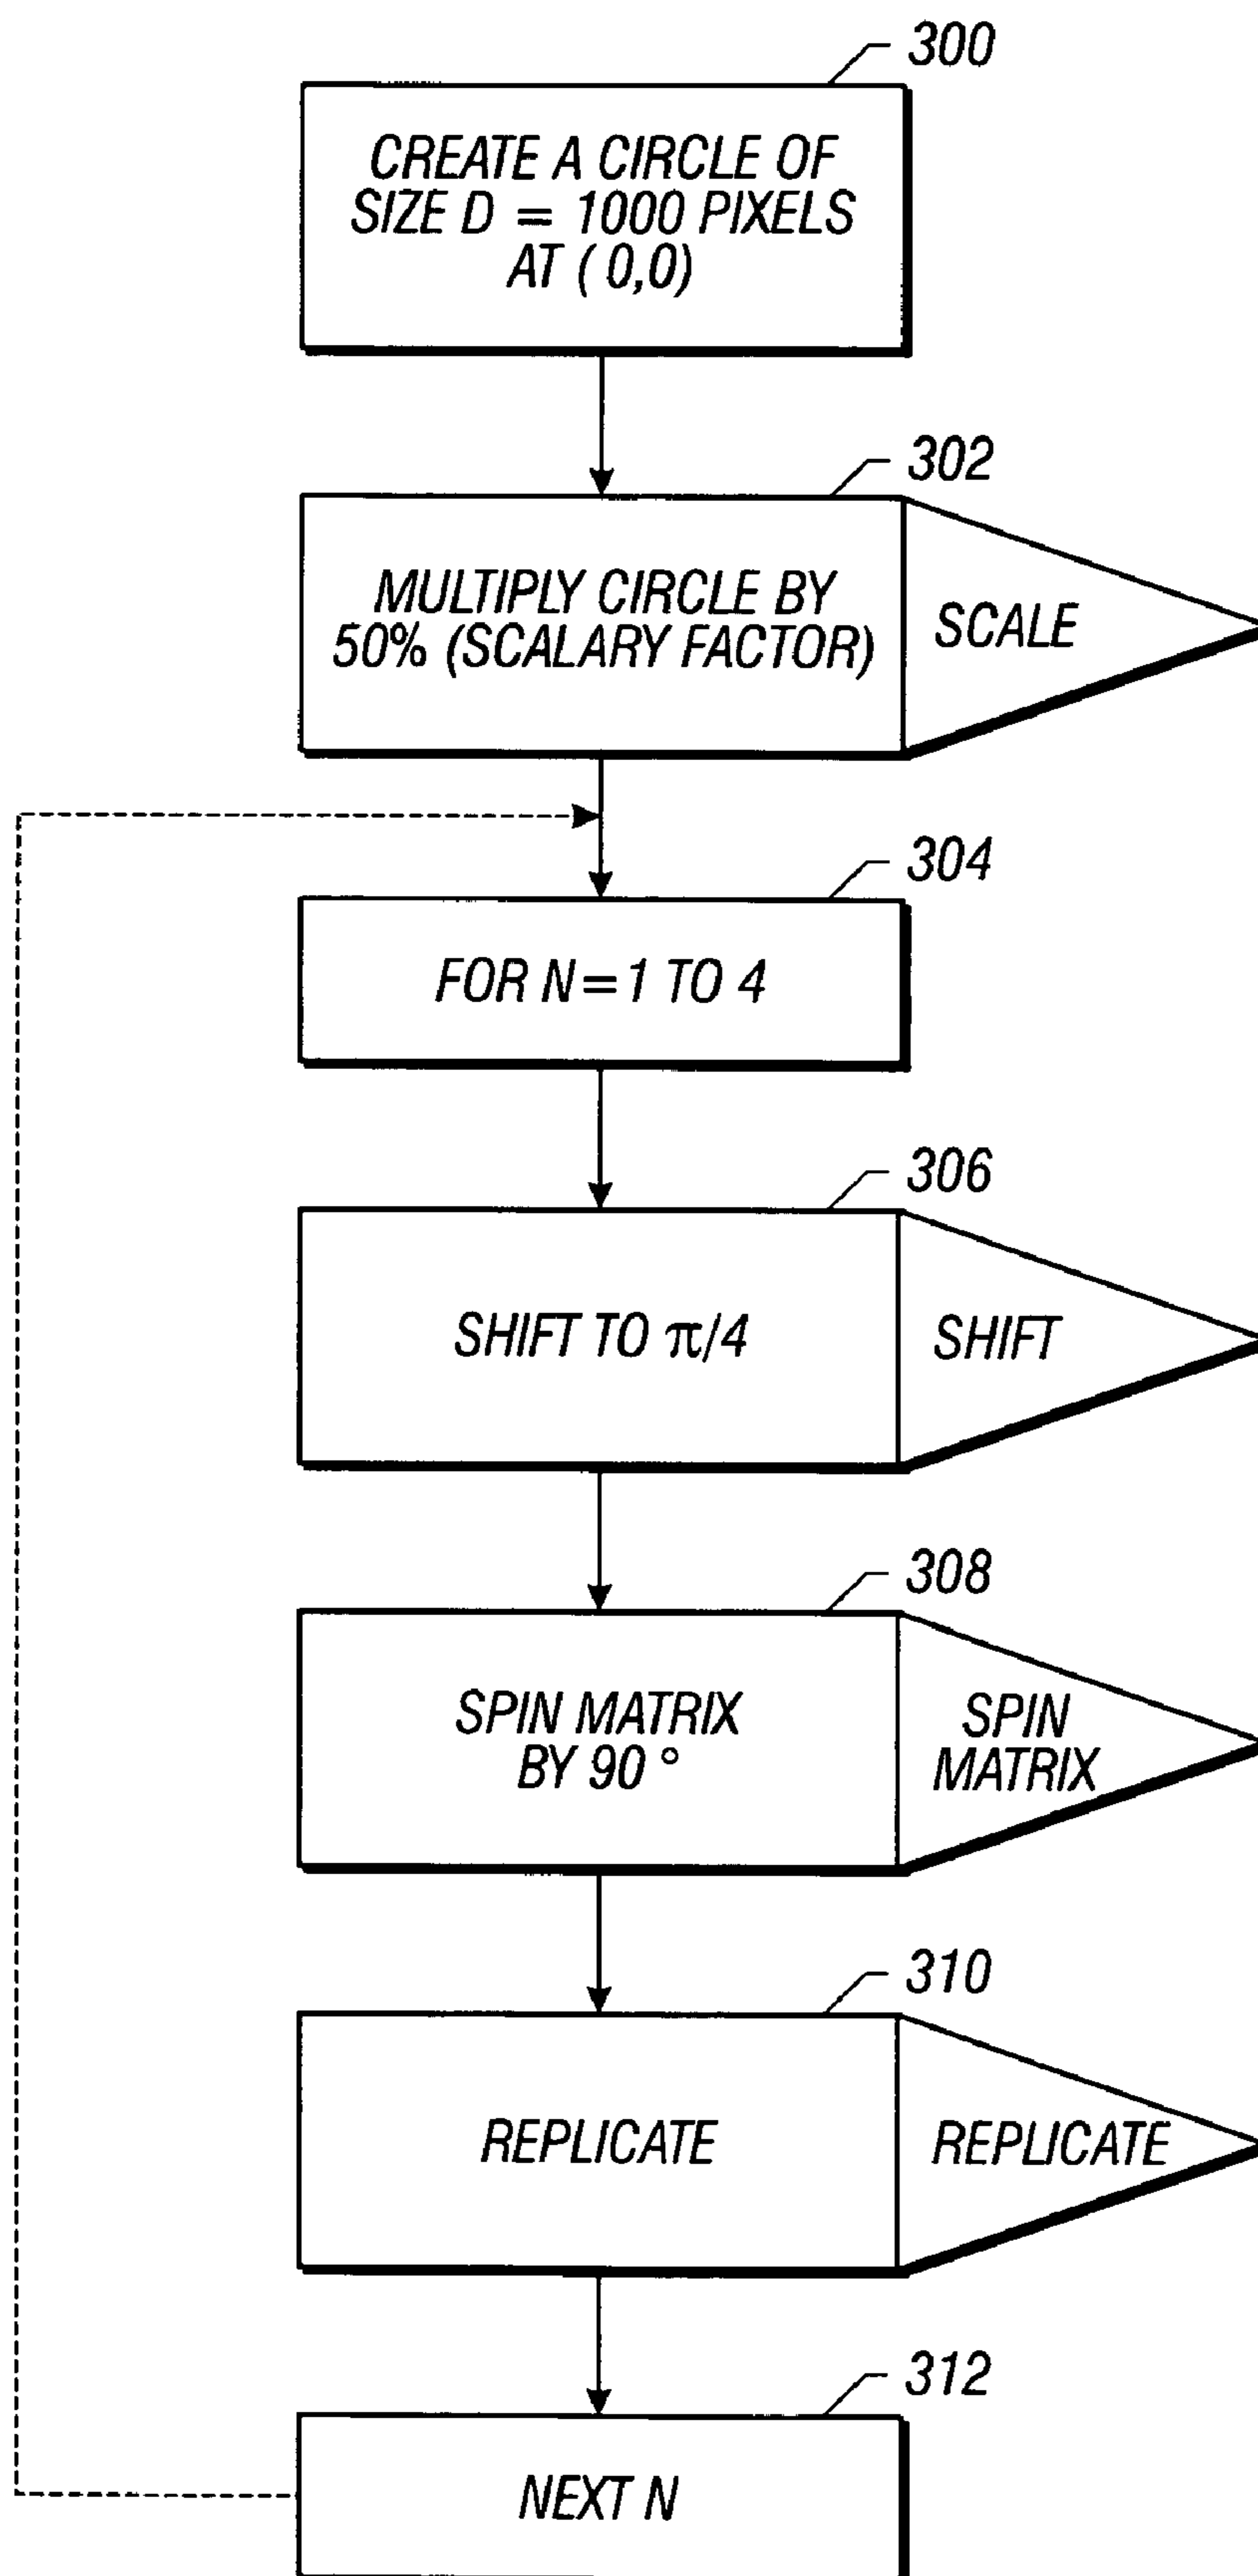 300
CREATE A CIRCLE OF
SIZE D = 1000 PIXELS
AT ( 0,0)
302
MULTIPLY CIRCLE BY
50% (SCALARY FACTOR)
SCALE
304
FOR N = 1 TO 4
306
SHIFT TO π/4
SHIFT
308
SPIN MATRIX
BY 90 °
SPIN
MATRIX
310
REPLICATE
REPLICATE
312
NEXT N